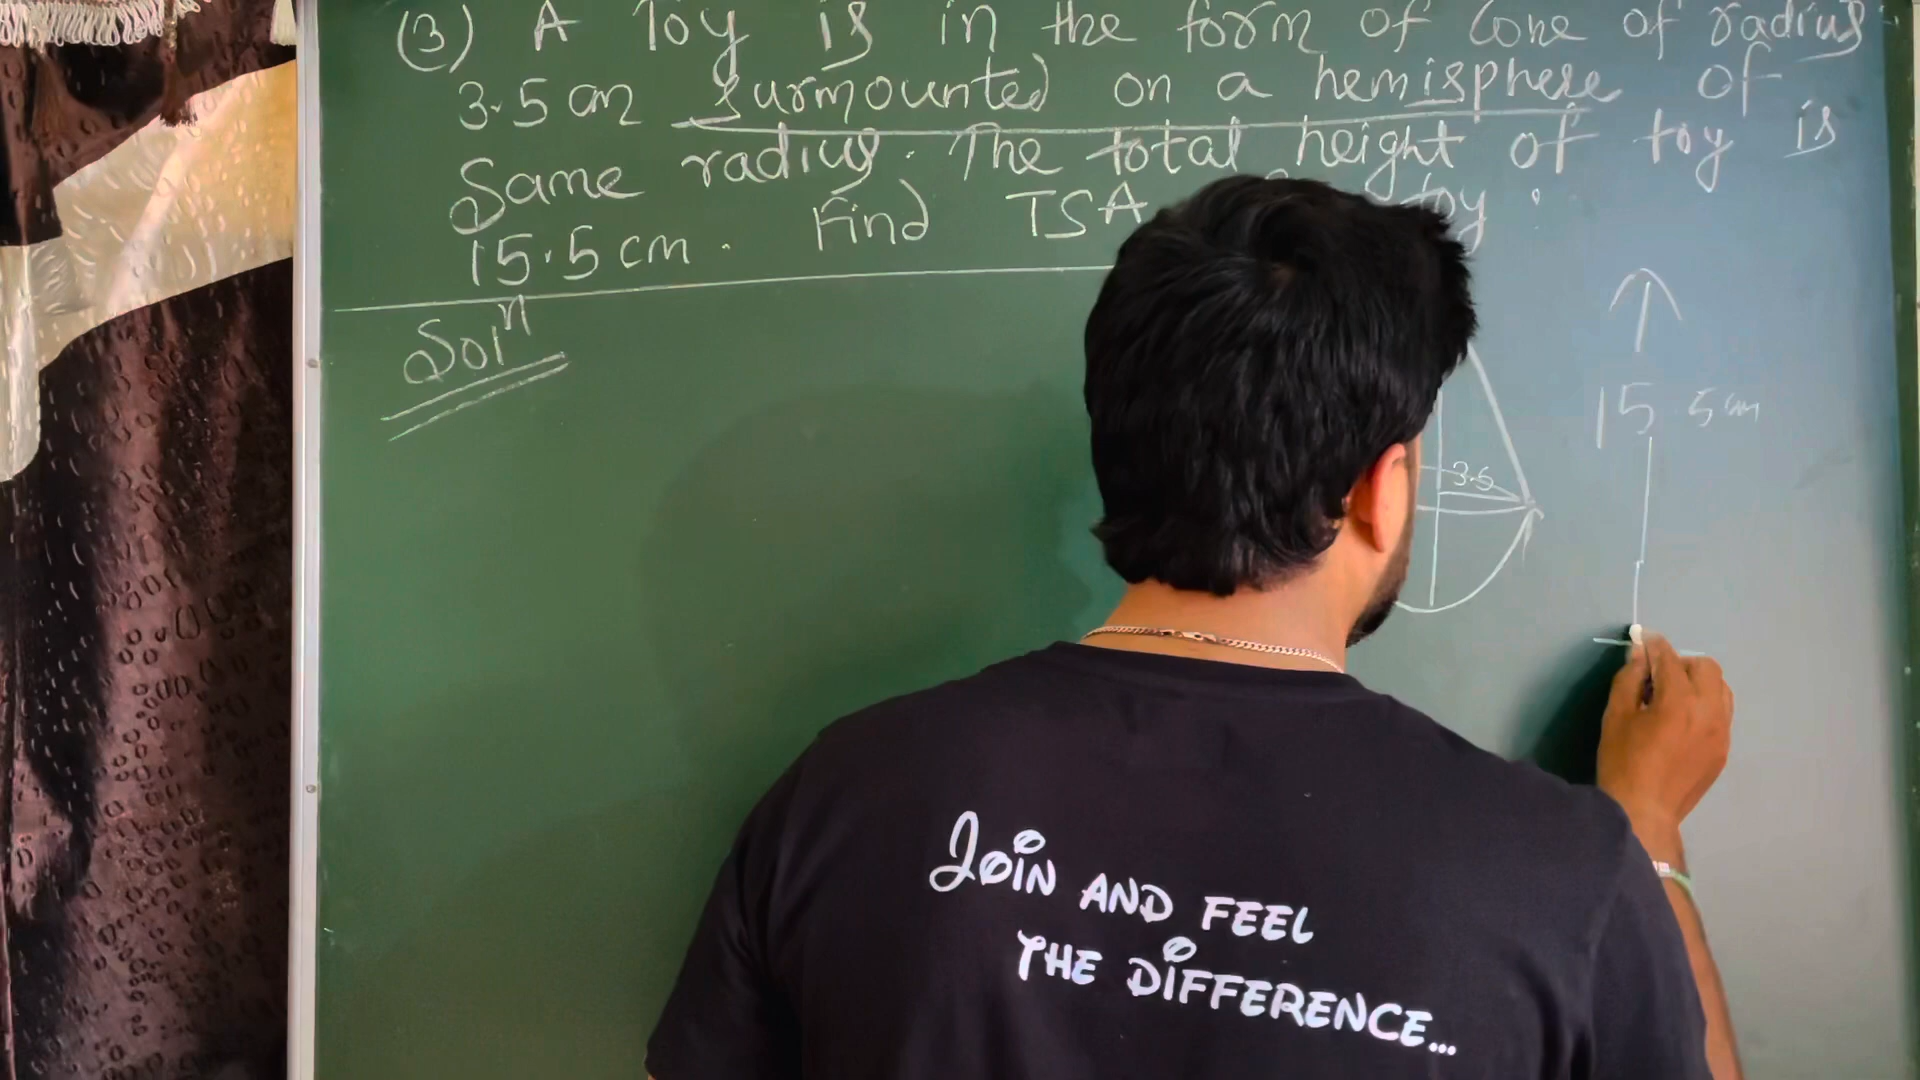 (3) A Toy is in the form of Cone of radius
3.5 cm surmounted on a hemisphere of
Same radius. The total height of toy is
15.5 cm. Find TSA toy.
Solⁿ
15.5 cm
3.5
JOIN AND FEEL
THE DIFFERENCE...